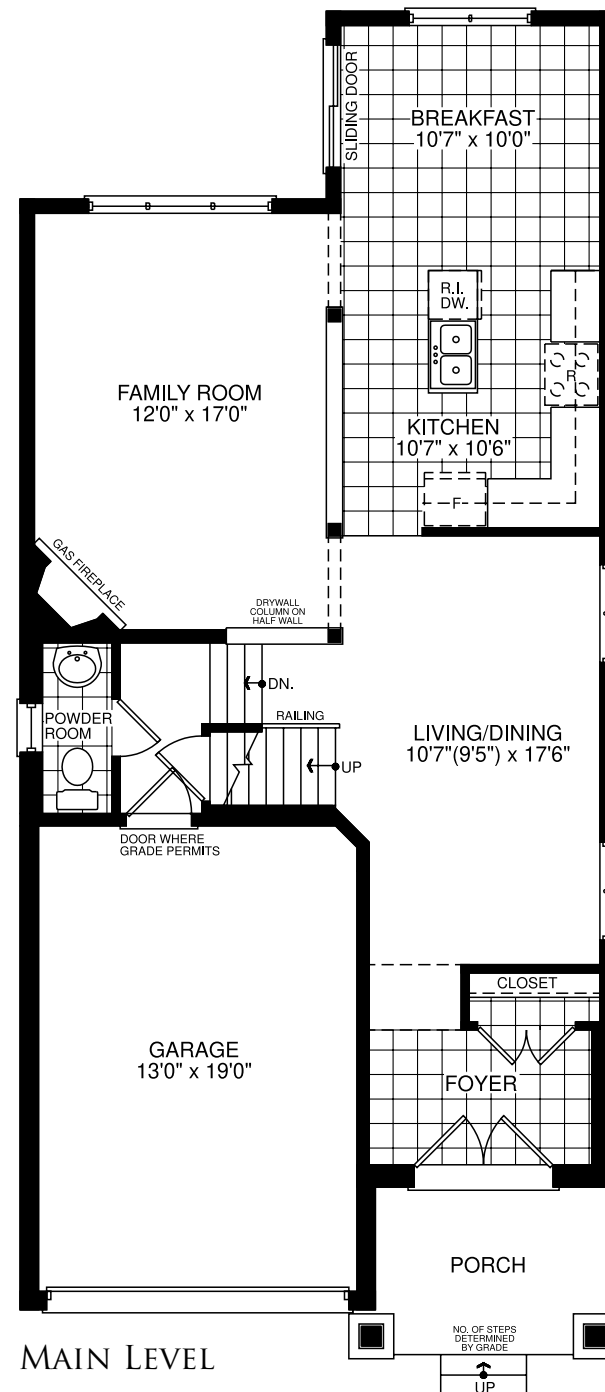 SLIDING DOOR
BREAKFAST
10'7" x 10'0"
R.I.
DW.
R
FAMILY ROOM
12'0" x 17'0"
KITCHEN
10'7" x 10'6"
F
GAS FIREPLACE
DRYWALL
COLUMN ON
HALF WALL
DN.
RAILING
POWDER
ROOM
UP
LIVING/DINING
10'7"(9'5") x 17'6"
DOOR WHERE
GRADE PERMITS
CLOSET
GARAGE
13'0" x 19'0"
FOYER
PORCH
NO. OF STEPS
DETERMINED
BY GRADE
UP
MAIN LEVEL